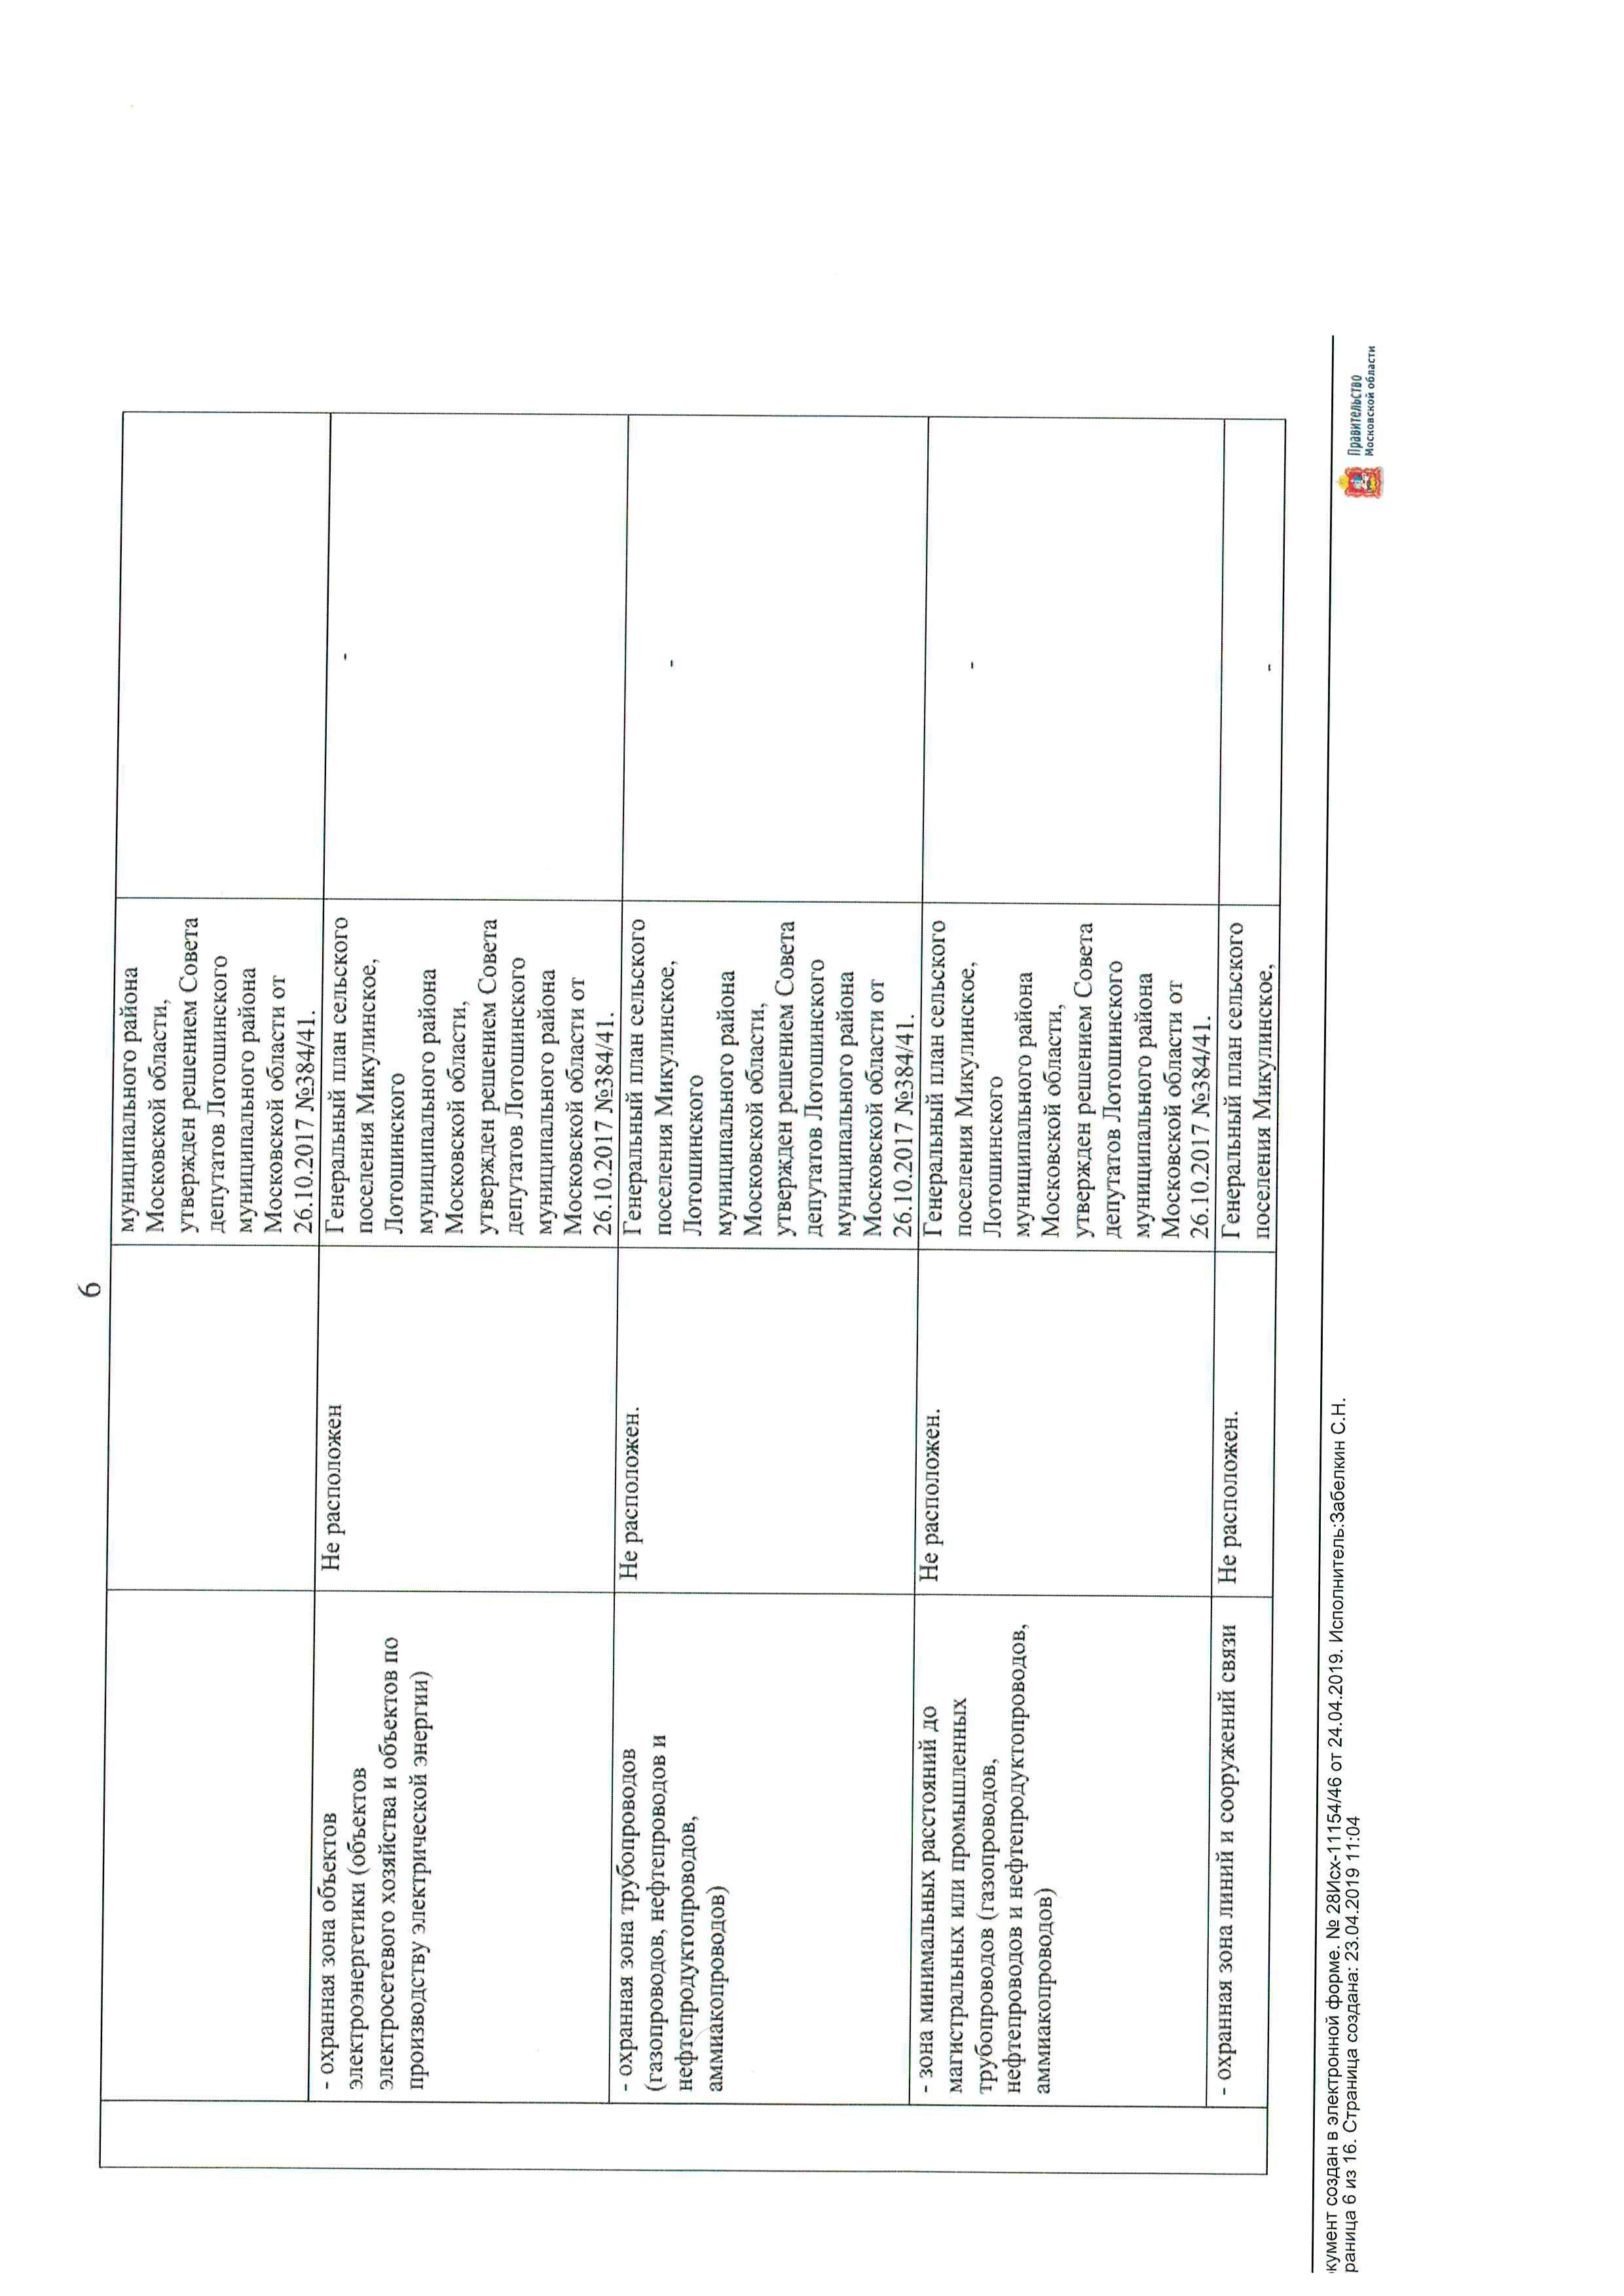 6
муниципального района
Московской области,
утвержден решением Совета
депутатов Лотошинского
муниципального района
Московской области от
26.10.2017 №384/41.
- охранная зона объектов
электроэнергетики (объектов
электросетевого хозяйства и объектов по
производству электрической энергии)
Не расположен
Генеральный план сельского
поселения Микулинское,
Лотошинского
муниципального района
Московской области,
утвержден решением Совета
депутатов Лотошинского
муниципального района
Московской области от
26.10.2017 №384/41.
-
- охранная зона трубопроводов
(газопроводов, нефтепроводов и
нефтепродуктопроводов,
аммиакопроводов)
Не расположен.
Генеральный план сельского
поселения Микулинское,
Лотошинского
муниципального района
Московской области,
утвержден решением Совета
депутатов Лотошинского
муниципального района
Московской области от
26.10.2017 №384/41.
-
- зона минимальных расстояний до
магистральных или промышленных
трубопроводов (газопроводов,
нефтепроводов и нефтепродуктопроводов,
аммиакопроводов)
Не расположен.
Генеральный план сельского
поселения Микулинское,
Лотошинского
муниципального района
Московской области,
утвержден решением Совета
депутатов Лотошинского
муниципального района
Московской области от
26.10.2017 №384/41.
-
- охранная зона линий и сооружений связи
Не расположен.
Генеральный план сельского
поселения Микулинское,
-
кумент создан в электронной форме. № 28Исх-11154/46 от 24.04.2019. Исполнитель:Забелкин С.Н.
раница 6 из 16. Страница создана: 23.04.2019 11:04
Правительство
Московской области